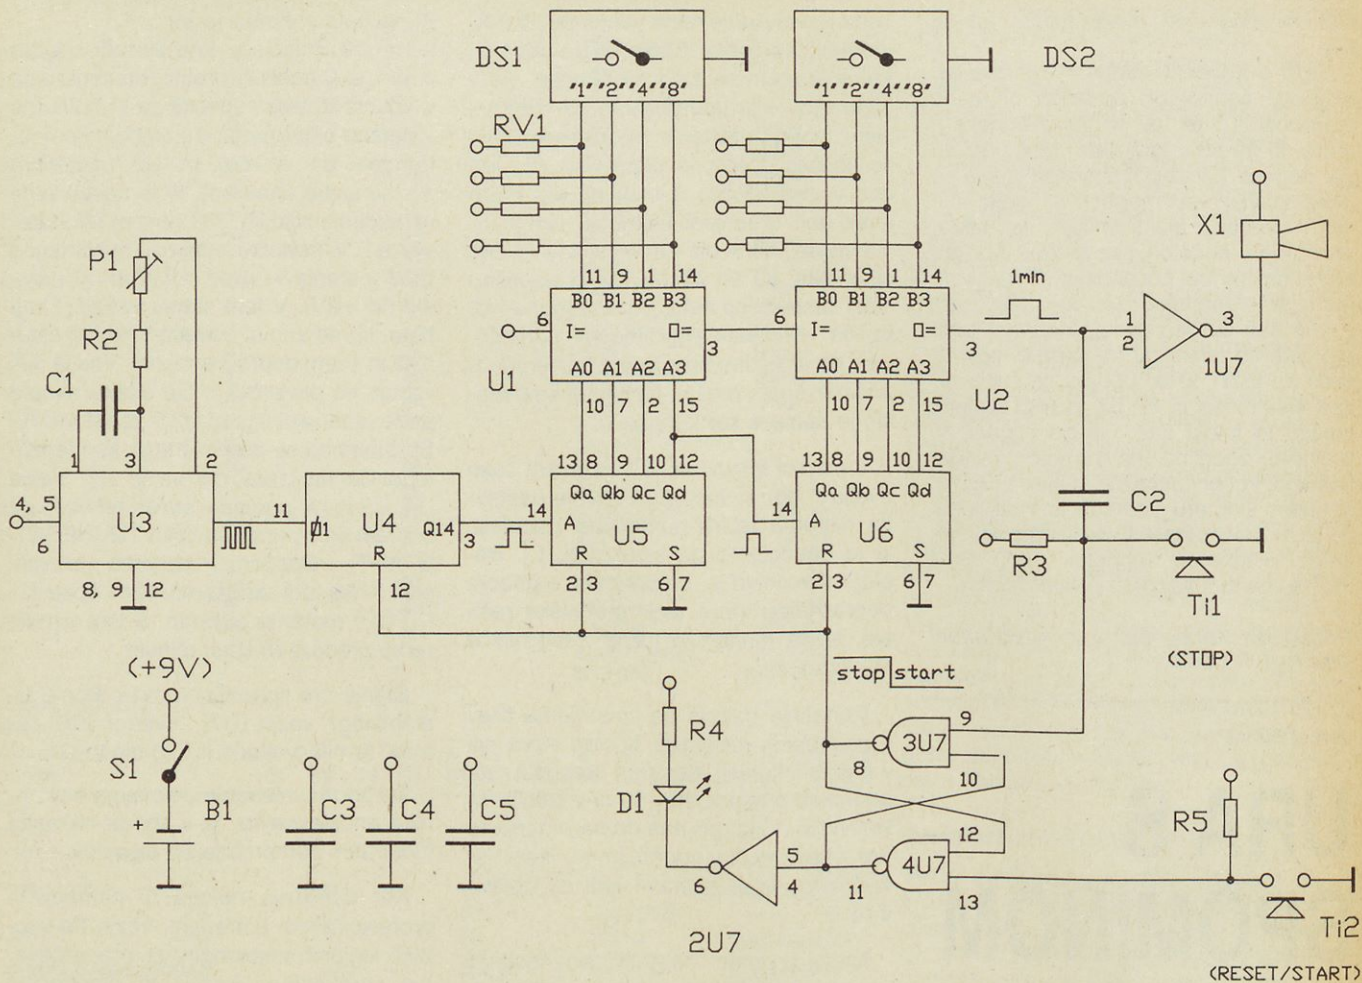 DS1
DS2
"1" "2" "4" "8"
"1" "2" "4" "8"
RV1
X1
P1
11 9 1 14
11 9 1 14
1min
B0 B1 B2 B3
B0 B1 B2 B3
6 I= O=
6 I= O=
3
3
1
2
3
R2
1U7
C1
U1
A0 A1 A2 A3
A0 A1 A2 A3
U2
10 7 2 15
10 7 2 15
1 3 2
13 8 9 10 12
13 8 9 10 12
C2
4, 5
6
U3
11
Ø1 U4 Q14
R
3
14
Qa Qb Qc Qd
A U5
R S
14
Qa Qb Qc Qd
A U6
R S
R3
8, 9 12
12
2 3
6 7
2 3
6 7
Ti1
(STOP)
(+9V)
stop start
R4
9
3U7
8
10
S1
B1
+
C3
C4
C5
D1
12
R5
5
4
6
4U7
11
13
2U7
Ti2
(RESET/START)